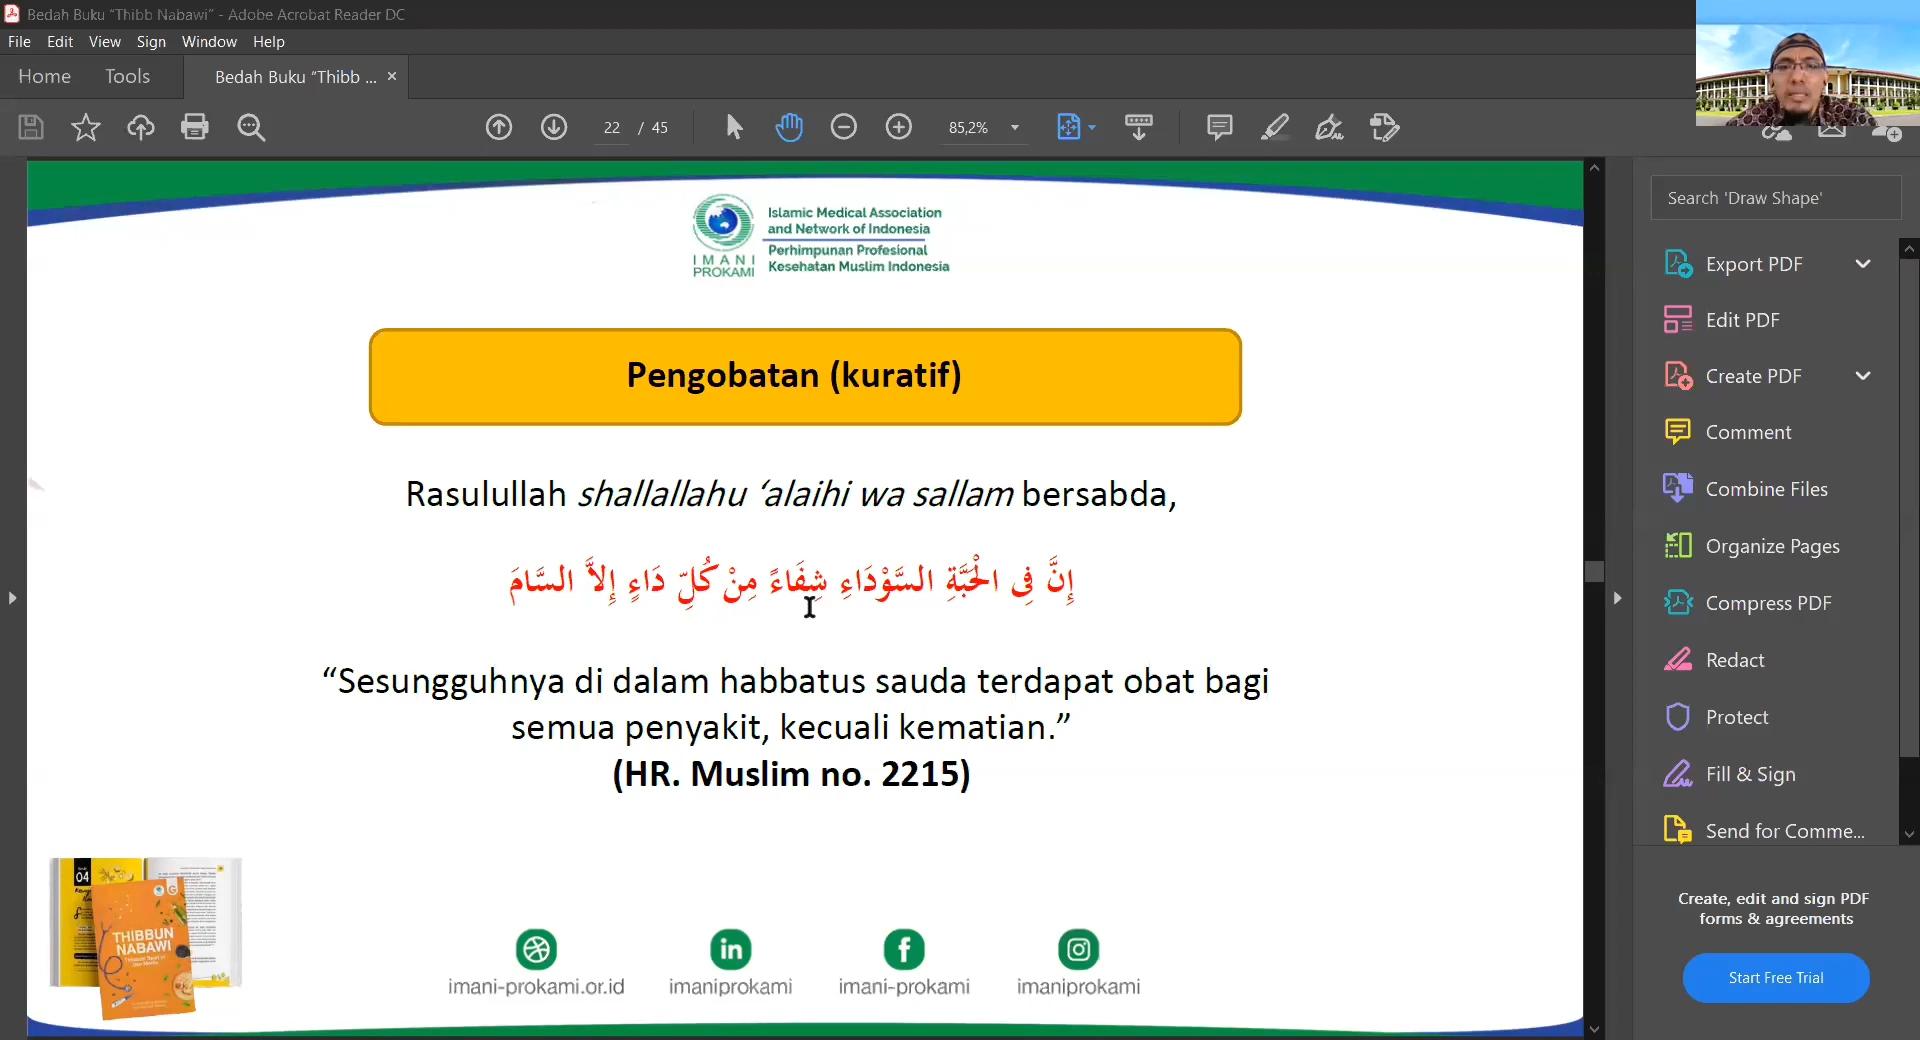 Bedah Buku “Thibb Nabawi” - Adobe Acrobat Reader DC
File Edit View Sign Window Help
Home Tools Bedah Buku “Thibb ... ×
22 / 45 85,2%
Search 'Draw Shape'
Islamic Medical Association
and Network of Indonesia
Perhimpunan Profesional
Kesehatan Muslim Indonesia
IMANI
PROKAMI
Pengobatan (kuratif)
Rasulullah shallallahu ‘alaihi wa sallam bersabda,
إِنَّ فِى الْحَبَّةِ السَّوْدَاءِ شِفَاءً مِنْ كُلِّ دَاءٍ إِلاَّ السَّامَ
“Sesungguhnya di dalam habbatus sauda terdapat obat bagi
semua penyakit, kecuali kematian.”
(HR. Muslim no. 2215)
04
THIBBUN
NABAWI
imani-prokami.or.id imaniprokami imani-prokami imaniprokami
Export PDF
Edit PDF
Create PDF
Comment
Combine Files
Organize Pages
Compress PDF
Redact
Protect
Fill & Sign
Send for Comme...
Create, edit and sign PDF
forms & agreements
Start Free Trial